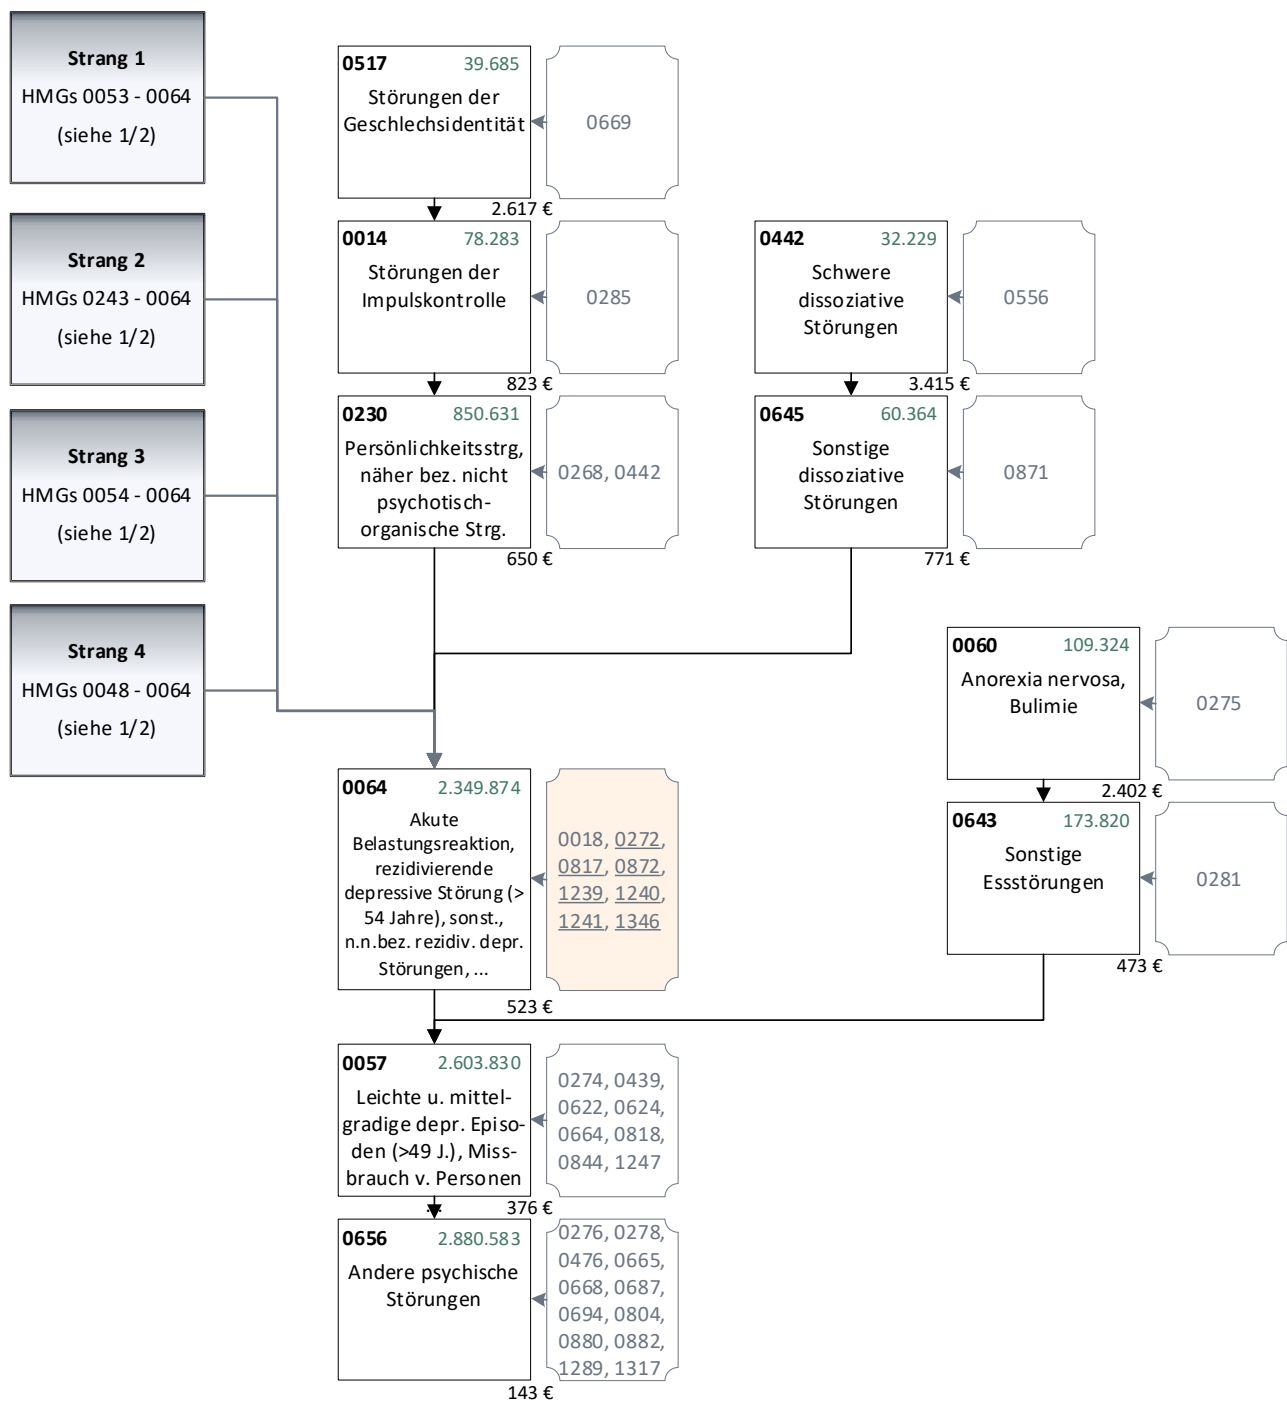 Strang 1
HMGs 0053 - 0064
(siehe 1/2)
Strang 2
HMGs 0243 - 0064
(siehe 1/2)
Strang 3
HMGs 0054 - 0064
(siehe 1/2)
Strang 4
HMGs 0048 - 0064
(siehe 1/2)
0517 39.685
Störungen der
Geschlechsidentität
0669
2.617 €
0014 78.283
Störungen der
Impulskontrolle
0285
823 €
0442 32.229
Schwere
dissoziative
Störungen
0556
3.415 €
0230 850.631
Persönlichkeitsstrg,
näher bez. nicht
psychotisch-
organische Strg.
0268, 0442
650 €
0645 60.364
Sonstige
dissoziative
Störungen
0871
771 €
0060 109.324
Anorexia nervosa,
Bulimie
0275
2.402 €
0064 2.349.874
Akute
Belastungsreaktion,
rezidivierende
depressive Störung (>
54 Jahre), sonst.,
n.n.bez. rezidiv. depr.
Störungen, ...
0018, 0272,
0817, 0872,
1239, 1240,
1241, 1346
523 €
0643 173.820
Sonstige
Essstörungen
0281
473 €
0057 2.603.830
Leichte u. mittel-
gradige depr. Episo-
den (>49 J.), Miss-
brauch v. Personen
0274, 0439,
0622, 0624,
0664, 0818,
0844, 1247
376 €
0656 2.880.583
Andere psychische
Störungen
0276, 0278,
0476, 0665,
0668, 0687,
0694, 0804,
0880, 0882,
1289, 1317
143 €